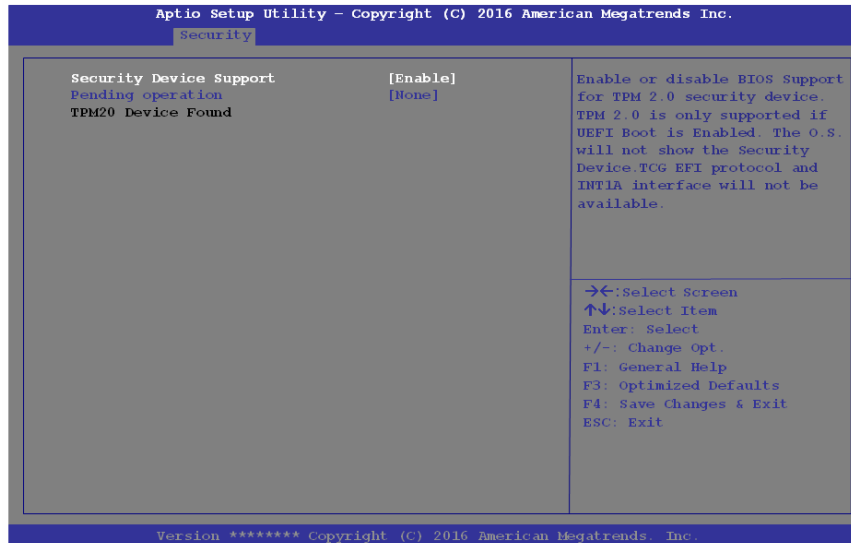 Aptio Setup Utility – Copyright (C) 2016 American Megatrends Inc.
Security
Security Device Support [Enable]
Pending operation [None]
TPM20 Device Found
Enable or disable BIOS Support
for TPM 2.0 security device.
TPM 2.0 is only supported if
UEFI Boot is Enabled. The O.S.
will not show the Security
Device.TCG EFI protocol and
INT1A interface will not be
available.
→←:Select Screen
↑↓:Select Item
Enter: Select
+/-: Change Opt.
F1: General Help
F3: Optimized Defaults
F4: Save Changes & Exit
ESC: Exit
Version ******** Copyright (C) 2016 American Megatrends. Inc.